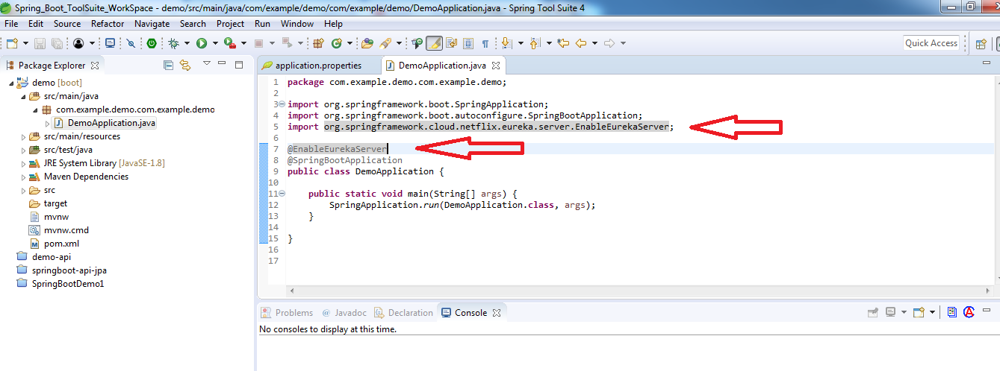 Spring_Boot_ToolSuite_WorkSpace - demo/src/main/java/com/example/demo/com/example/demo/DemoApplication.java - Spring Tool Suite 4
File Edit Source Refactor Navigate Search Project Run Window Help
Quick Access
Package Explorer
demo [boot]
src/main/java
com.example.demo.com.example.demo
DemoApplication.java
src/main/resources
src/test/java
JRE System Library [JavaSE-1.8]
Maven Dependencies
src
target
mvnw
mvnw.cmd
pom.xml
demo-api
springboot-api-jpa
SpringBootDemo1
application.properties DemoApplication.java
1 package com.example.demo.com.example.demo;
2
3 import org.springframework.boot.SpringApplication;
4 import org.springframework.boot.autoconfigure.SpringBootApplication;
5 import org.springframework.cloud.netflix.eureka.server.EnableEurekaServer;
6
7 @EnableEurekaServer
8 @SpringBootApplication
9 public class DemoApplication {
10
11 public static void main(String[] args) {
12 SpringApplication.run(DemoApplication.class, args);
13 }
14
15 }
16
17
Problems @ Javadoc Declaration Console
No consoles to display at this time.